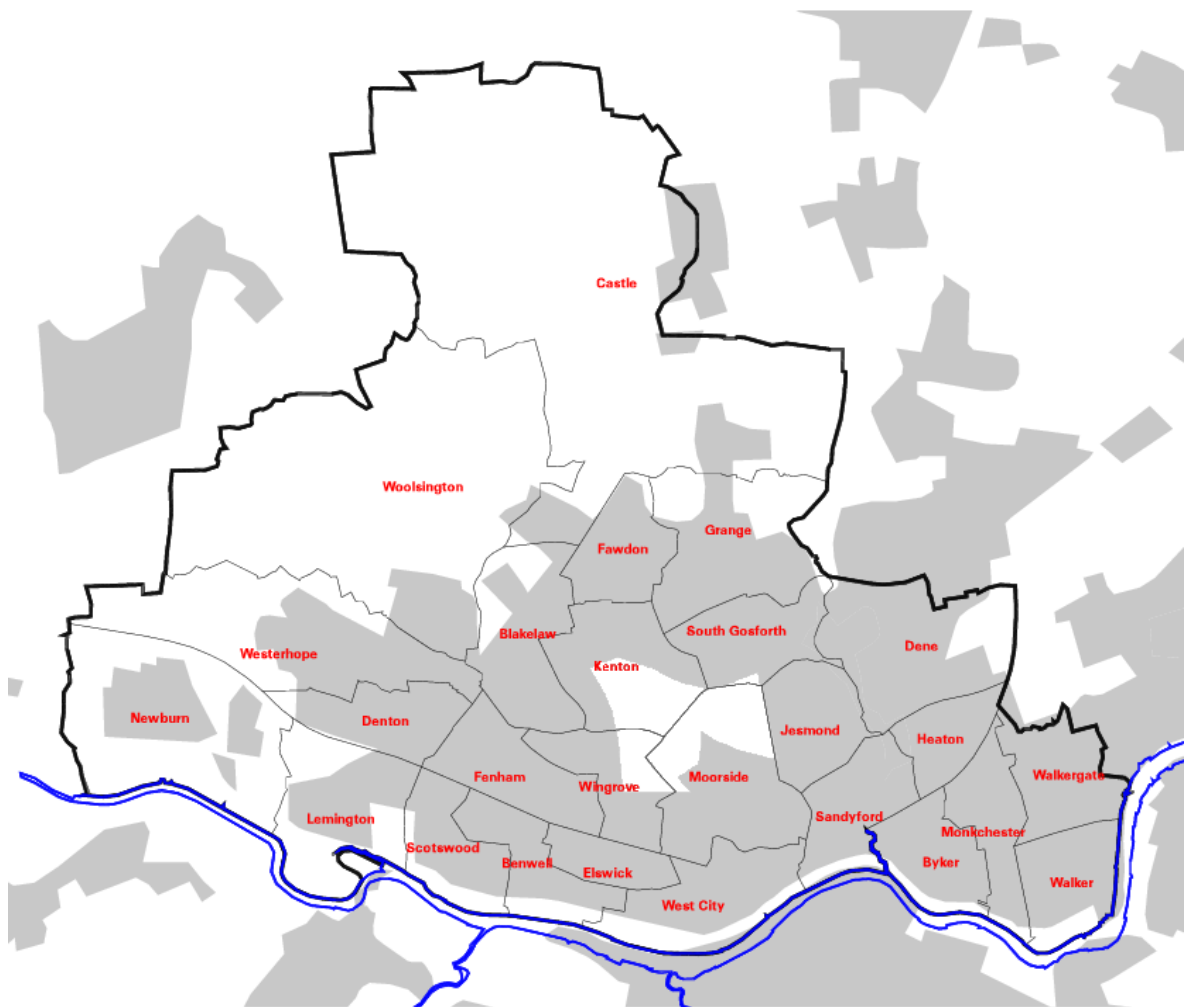 Castle
Woolsington
Grange
Fawdon
South Gosforth
Blakelaw
Dene
Westerhope
Kenton
Newburn
Denton
Jesmond
Heaton
Fenham
Wingrove
Moorside
Walkergate
Lemington
Sandyford
Monkchester
Scotswood
Benwell
Elswick
Byker
Walker
West City